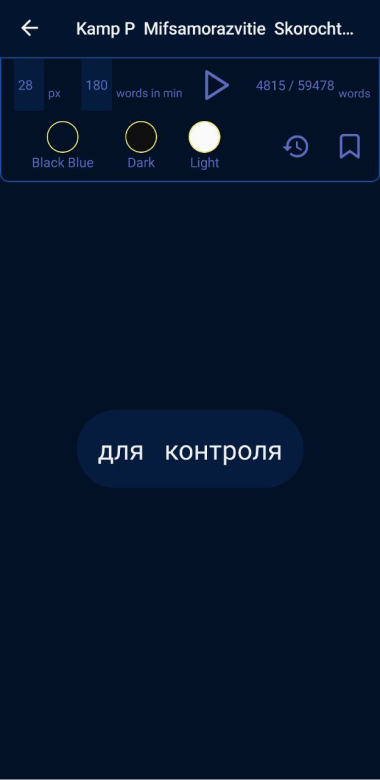 Kamp P Mifsamorazvitie Skorocht...
28 px 180 words in min 4815 / 59478 words
Black Blue Dark Light
для контроля